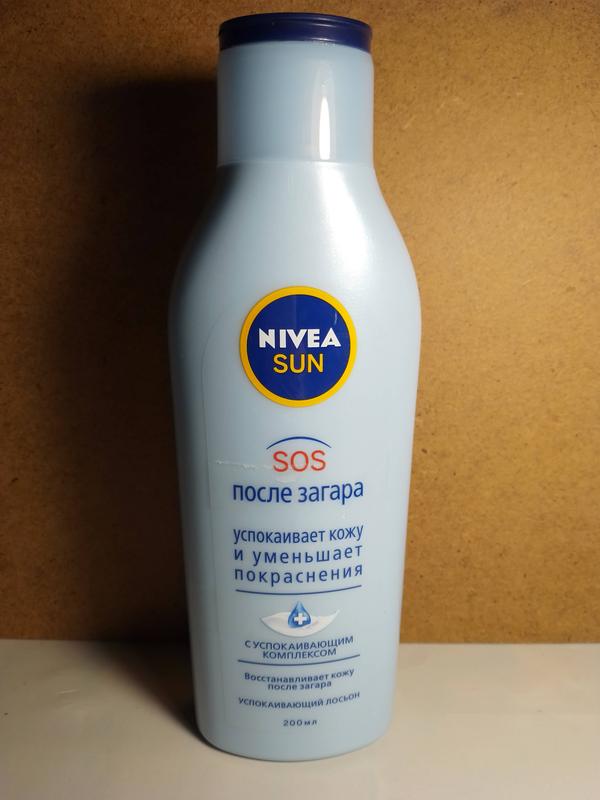 NIVEA
SUN
SOS
после загара
успокаивает кожу
и уменьшает
покраснения
С УСПОКАИВАЮЩИМ
КОМПЛЕКСОМ
Восстанавливает кожу
после загара
УСПОКАИВАЮЩИЙ ЛОСЬОН
200 мл